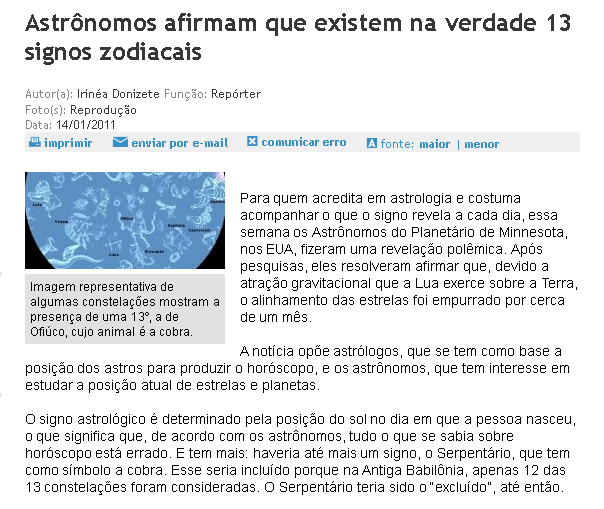 Astrônomos afirmam que existem na verdade 13
signos zodiacais
Autor(a): Irinéa Donizete Função: Repórter
Foto(s): Reprodução
Data: 14/01/2011
imprimir enviar por e-mail comunicar erro A fonte: maior | menor
Para quem acredita em astrologia e costuma
acompanhar o que o signo revela a cada dia, essa
semana os Astrônomos do Planetário de Minnesota,
nos EUA, fizeram uma revelação polêmica. Após
pesquisas, eles resolveram afirmar que, devido a
atração gravitacional que a Lua exerce sobre a Terra,
o alinhamento das estrelas foi empurrado por cerca
de um mês.
Imagem representativa de
algumas constelações mostram a
presença de uma 13º, a de
Ofiúco, cujo animal é a cobra.
A notícia opõe astrólogos, que se tem como base a
posição dos astros para produzir o horóscopo, e os astrônomos, que tem interesse em
estudar a posição atual de estrelas e planetas.
O signo astrológico é determinado pela posição do sol no dia em que a pessoa nasceu,
o que significa que, de acordo com os astrônomos, tudo o que se sabia sobre
horóscopo está errado. E tem mais: haveria até mais um signo, o Serpentário, que tem
como símbolo a cobra. Esse seria incluído porque na Antiga Babilônia, apenas 12 das
13 constelações foram consideradas. O Serpentário teria sido o "excluído", até então.